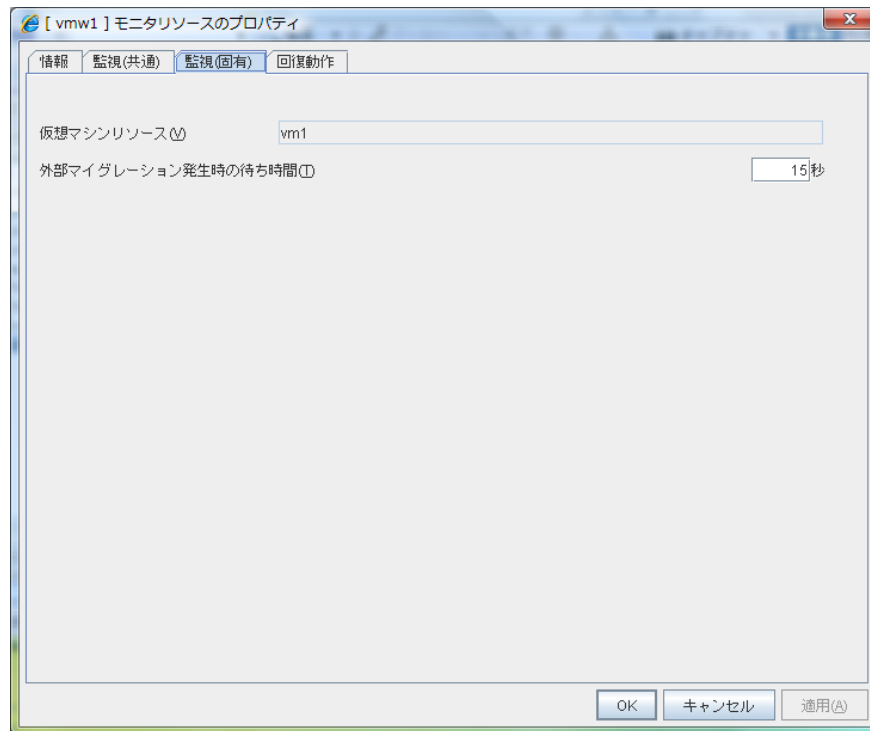 [ vmw1 ] モニタリソースのプロパティ
情報 監視(共通) 監視(固有) 回復動作
仮想マシンリソース(V) vm1
外部マイグレーション発生時の待ち時間(T) 15 秒
OK キャンセル 適用(A)